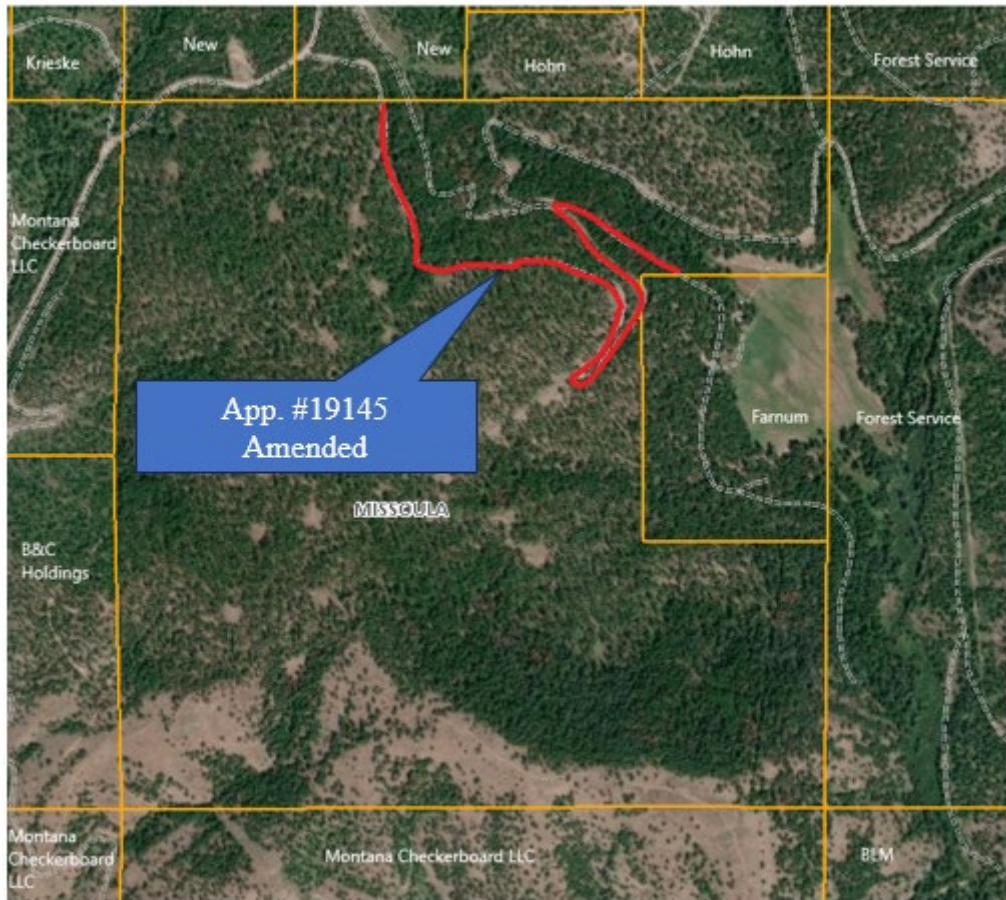 New
New
Hohn
Hohn
Krieske
Forest Service
Montana
Checkerboard
LLC
App. #19145
Amended
Farnum
Forest Service
MISSOULA
B&C
Holdings
Montana
Checkerboard
LLC
Montana Checkerboard LLC
BLM